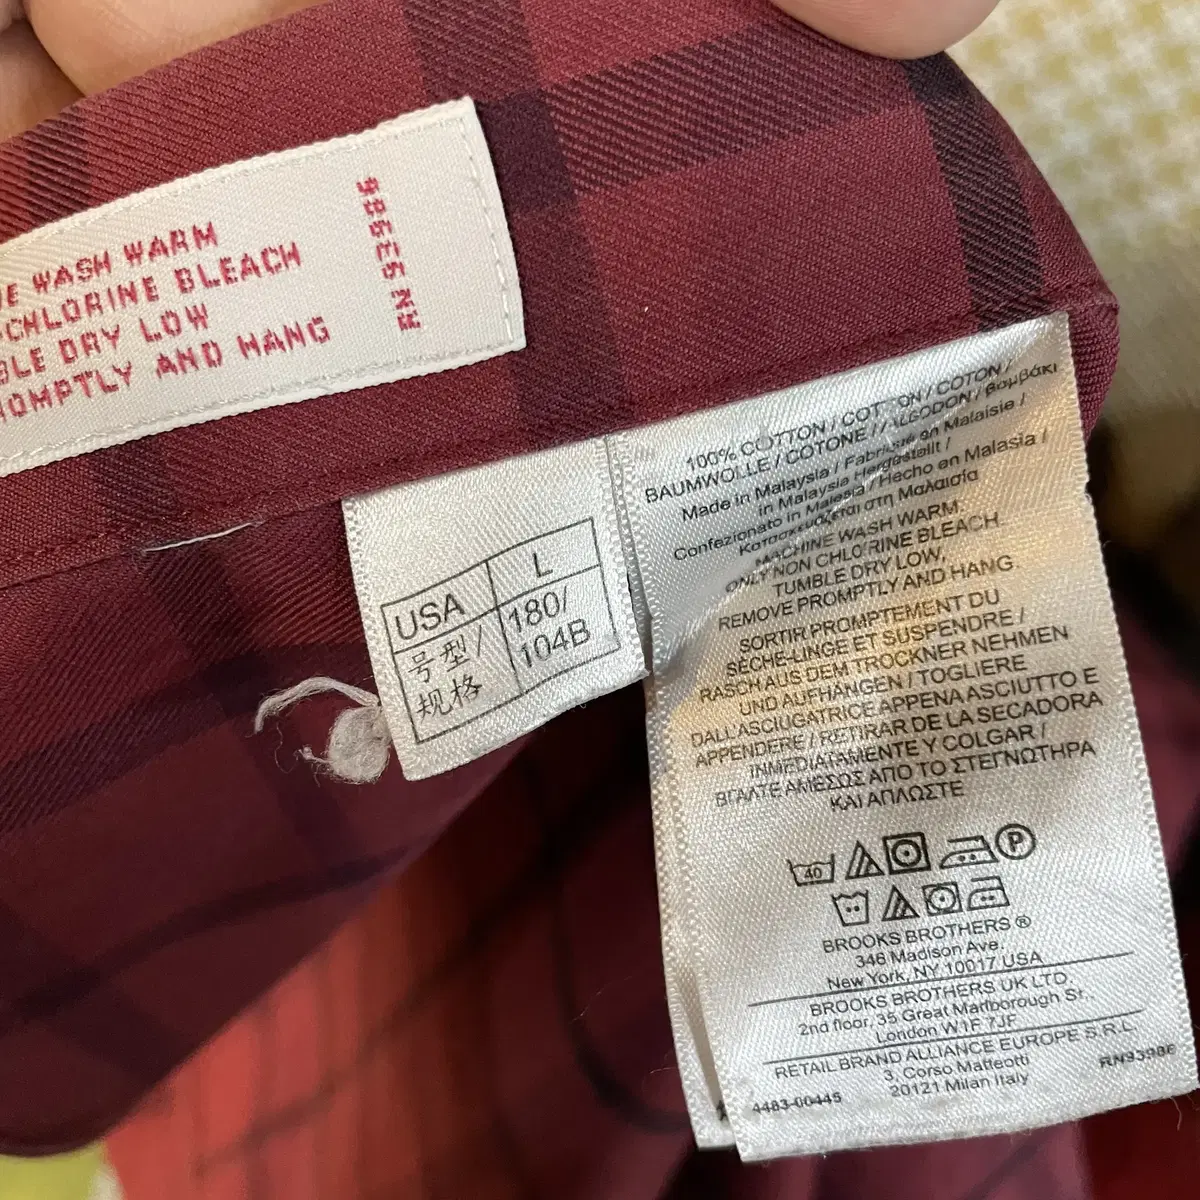 E WASH WARM
-CHLORINE BLEACH
BLE DRY LOW
ROMPTLY AND HANG
RN 93986
USA L
号型/规格 180/104B
100% COTTON / COTTON / COTON /
BAUMWOLLE / COTONE / ALGODON / Βαμβάκι
Made in Malaysia / Fabriqué en Malaisie /
in Malaysia Hergestellt /
Confezionato in Malesia / Hecho en Malasia /
Κατασκευάζεται στη Μαλαισία
MACHINE WASH WARM,
ONLY NON CHLORINE BLEACH,
TUMBLE DRY LOW,
REMOVE PROMPTLY AND HANG
SORTIR PROMPTEMENT DU
SÈCHE-LINGE ET SUSPENDRE /
RASCH AUS DEM TROCKNER NEHMEN
UND AUFHÄNGEN / TOGLIERE
DALL ASCIUGATRICE APPENA ASCIUTTO E
APPENDERE / RETIRAR DE LA SECADORA
INMEDIATAMENTE Y COLGAR /
ΒΓΑΛΤΕ ΑΜΕΣΩΣ ΑΠΟ ΤΟ ΣΤΕΓΝΩΤΗΡΑ
ΚΑΙ ΑΠΛΩΣΤΕ
40 P
BROOKS BROTHERS ®
346 Madison Ave.
New York, NY 10017 USA
BROOKS BROTHERS UK LTD.
2nd floor, 35 Great Marlborough St.,
London W1F 7JF
RETAIL BRAND ALLIANCE EUROPE S.R.L.
3, Corso Matteotti
20121 Milan Italy
4483-00445
RN93986